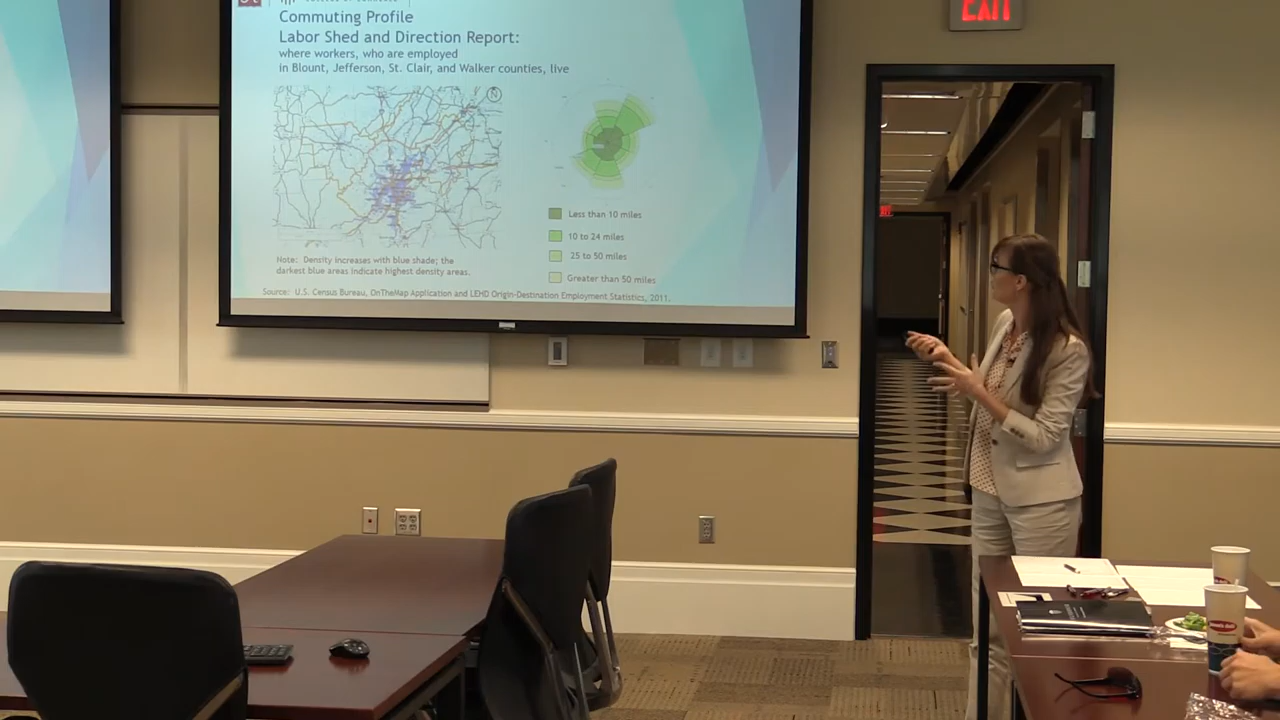 Commuting Profile
Labor Shed and Direction Report:
where workers, who are employed
in Blount, Jefferson, St. Clair, and Walker counties, live
Less than 10 miles
10 to 24 miles
25 to 50 miles
Greater than 50 miles
Note: Density increases with blue shade; the
darkest blue areas indicate highest density areas.
Source: U.S. Census Bureau, OnTheMap Application and LEHD Origin-Destination Employment Statistics, 2011.
EXIT